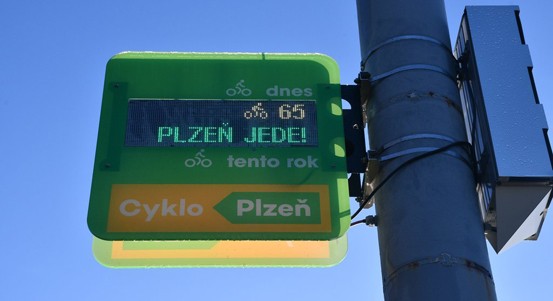 dnes
65
PLZEŇ JEDE!
tento rok
Cyklo Plzeň